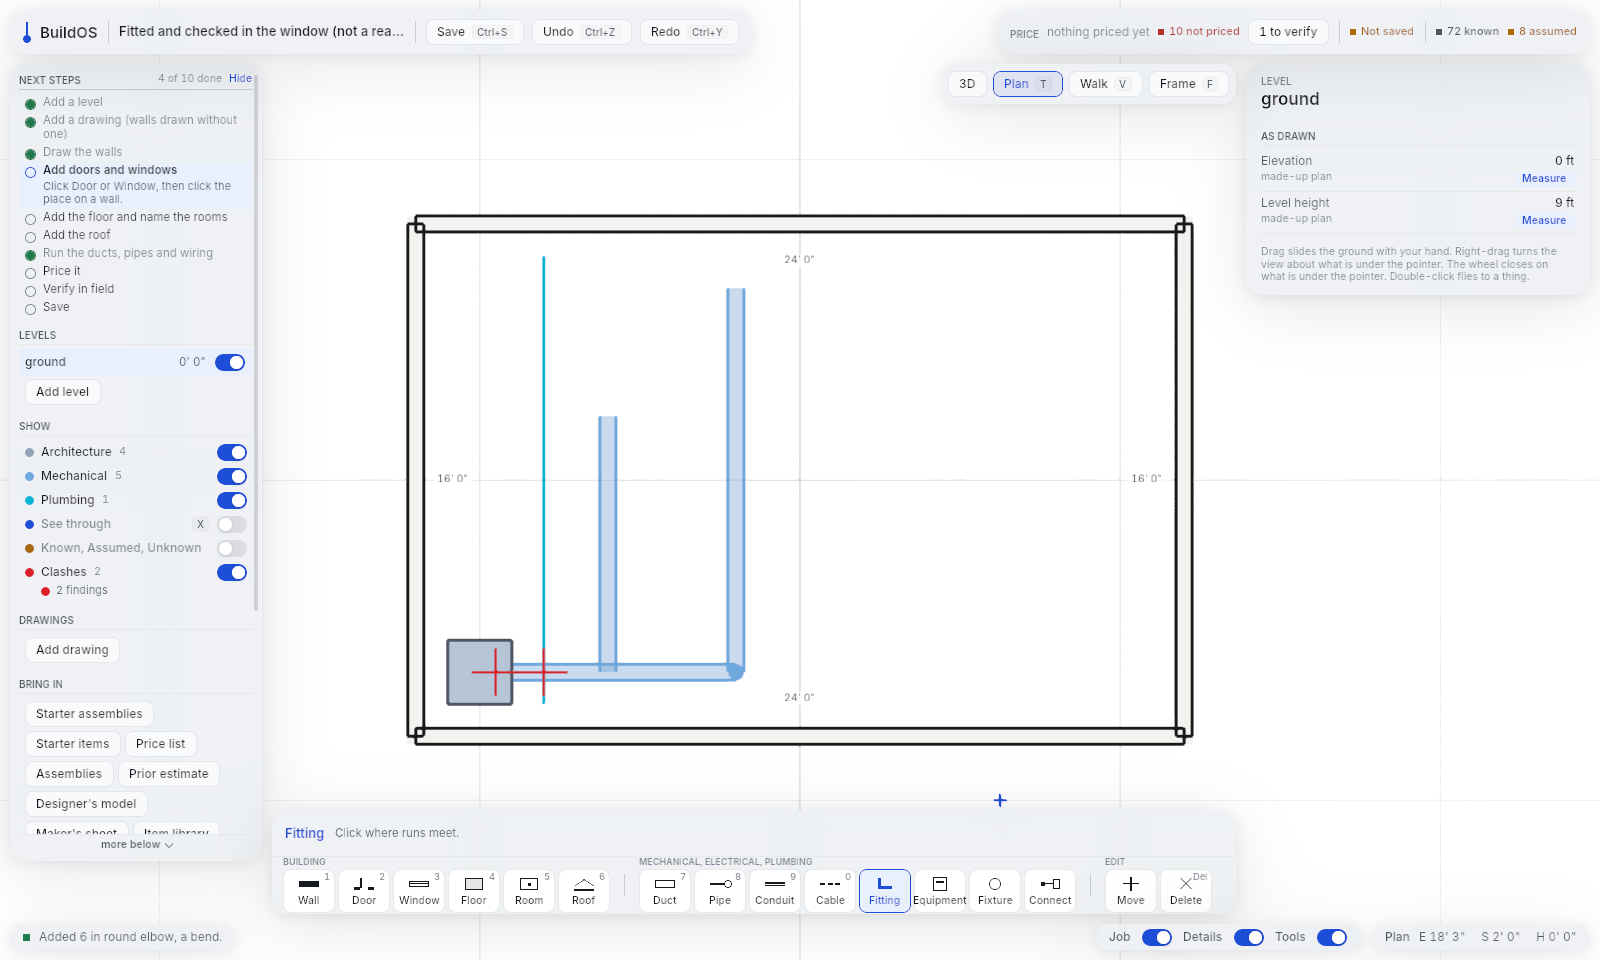 BuildOS
Fitted and checked in the window (not a rea...
Save Ctrl+S
Undo Ctrl+Z
Redo Ctrl+Y
PRICE nothing priced yet 10 not priced 1 to verify Not saved 72 known 8 assumed
NEXT STEPS 4 of 10 done Hide
Add a level
Add a drawing (walls drawn without
one)
Draw the walls
Add doors and windows
Click Door or Window, then click the
place on a wall.
Add the floor and name the rooms
Add the roof
Run the ducts, pipes and wiring
Price it
Verify in field
Save
LEVELS
ground 0' 0"
Add level
SHOW
Architecture 4
Mechanical 5
Plumbing 1
See through X
Known, Assumed, Unknown
Clashes 2
2 findings
DRAWINGS
Add drawing
BRING IN
Starter assemblies
Starter items Price list
Assemblies Prior estimate
Designer's model
Maker's sheet Item library
more below
3D Plan T Walk V Frame F
LEVEL
ground
AS DRAWN
Elevation 0 ft
made-up plan Measure
Level height 9 ft
made-up plan Measure
Drag slides the ground with your hand. Right-drag turns the
view about what is under the pointer. The wheel closes on
what is under the pointer. Double-click flies to a thing.
24' 0"
16' 0"
16' 0"
24' 0"
Fitting Click where runs meet.
BUILDING
1 Wall
2 Door
3 Window
4 Floor
5 Room
6 Roof
MECHANICAL, ELECTRICAL, PLUMBING
7 Duct
8 Pipe
9 Conduit
0 Cable
Fitting
Equipment
Fixture
Connect
EDIT
Move
Del Delete
Added 6 in round elbow, a bend.
Job Details Tools
Plan E 18' 3" S 2' 0" H 0' 0"